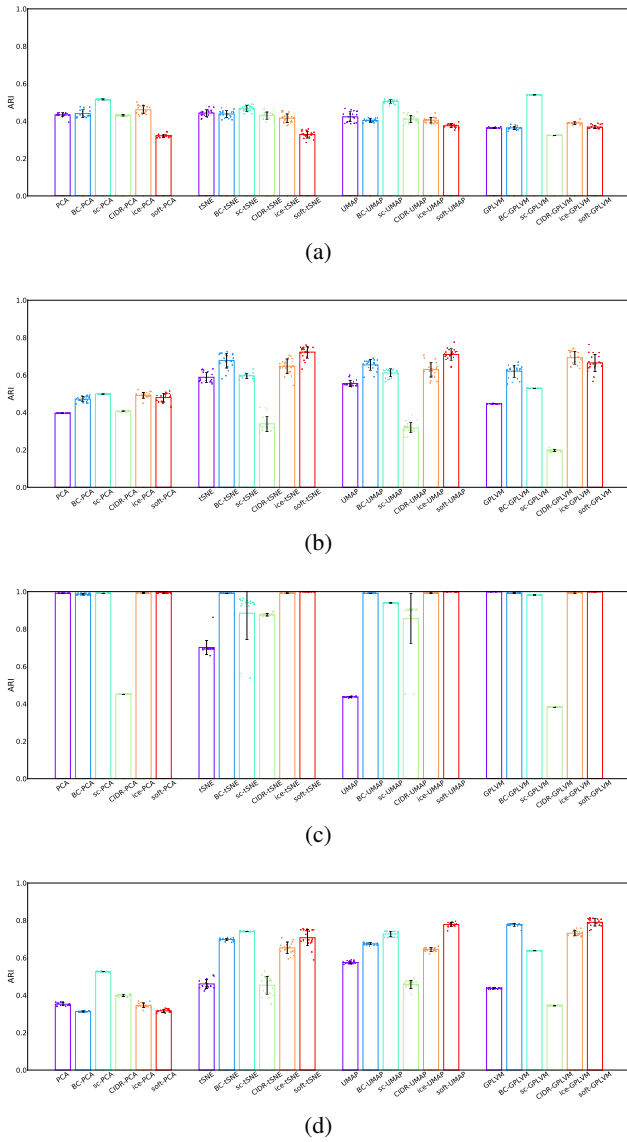 1.0
0.8
0.6
0.4
0.2
0.0
ARI
PCA BC-PCA sc-PCA CIDR-PCA ice-PCA soft-PCA tSNE BC-tSNE sc-tSNE CIDR-tSNE ice-tSNE soft-tSNE UMAP BC-UMAP sc-UMAP CIDR-UMAP ice-UMAP soft-UMAP GPLVM BC-GPLVM sc-GPLVM CIDR-GPLVM ice-GPLVM soft-GPLVM
(a)
1.0
0.8
0.6
0.4
0.2
0.0
ARI
PCA BC-PCA sc-PCA CIDR-PCA ice-PCA soft-PCA tSNE BC-tSNE sc-tSNE CIDR-tSNE ice-tSNE soft-tSNE UMAP BC-UMAP sc-UMAP CIDR-UMAP ice-UMAP soft-UMAP GPLVM BC-GPLVM sc-GPLVM CIDR-GPLVM ice-GPLVM soft-GPLVM
(b)
1.0
0.8
0.6
0.4
0.2
0.0
ARI
PCA BC-PCA sc-PCA CIDR-PCA ice-PCA soft-PCA tSNE BC-tSNE sc-tSNE CIDR-tSNE ice-tSNE soft-tSNE UMAP BC-UMAP sc-UMAP CIDR-UMAP ice-UMAP soft-UMAP GPLVM BC-GPLVM sc-GPLVM CIDR-GPLVM ice-GPLVM soft-GPLVM
(c)
1.0
0.8
0.6
0.4
0.2
0.0
ARI
PCA BC-PCA sc-PCA CIDR-PCA ice-PCA soft-PCA tSNE BC-tSNE sc-tSNE CIDR-tSNE ice-tSNE soft-tSNE UMAP BC-UMAP sc-UMAP CIDR-UMAP ice-UMAP soft-UMAP GPLVM BC-GPLVM sc-GPLVM CIDR-GPLVM ice-GPLVM soft-GPLVM
(d)